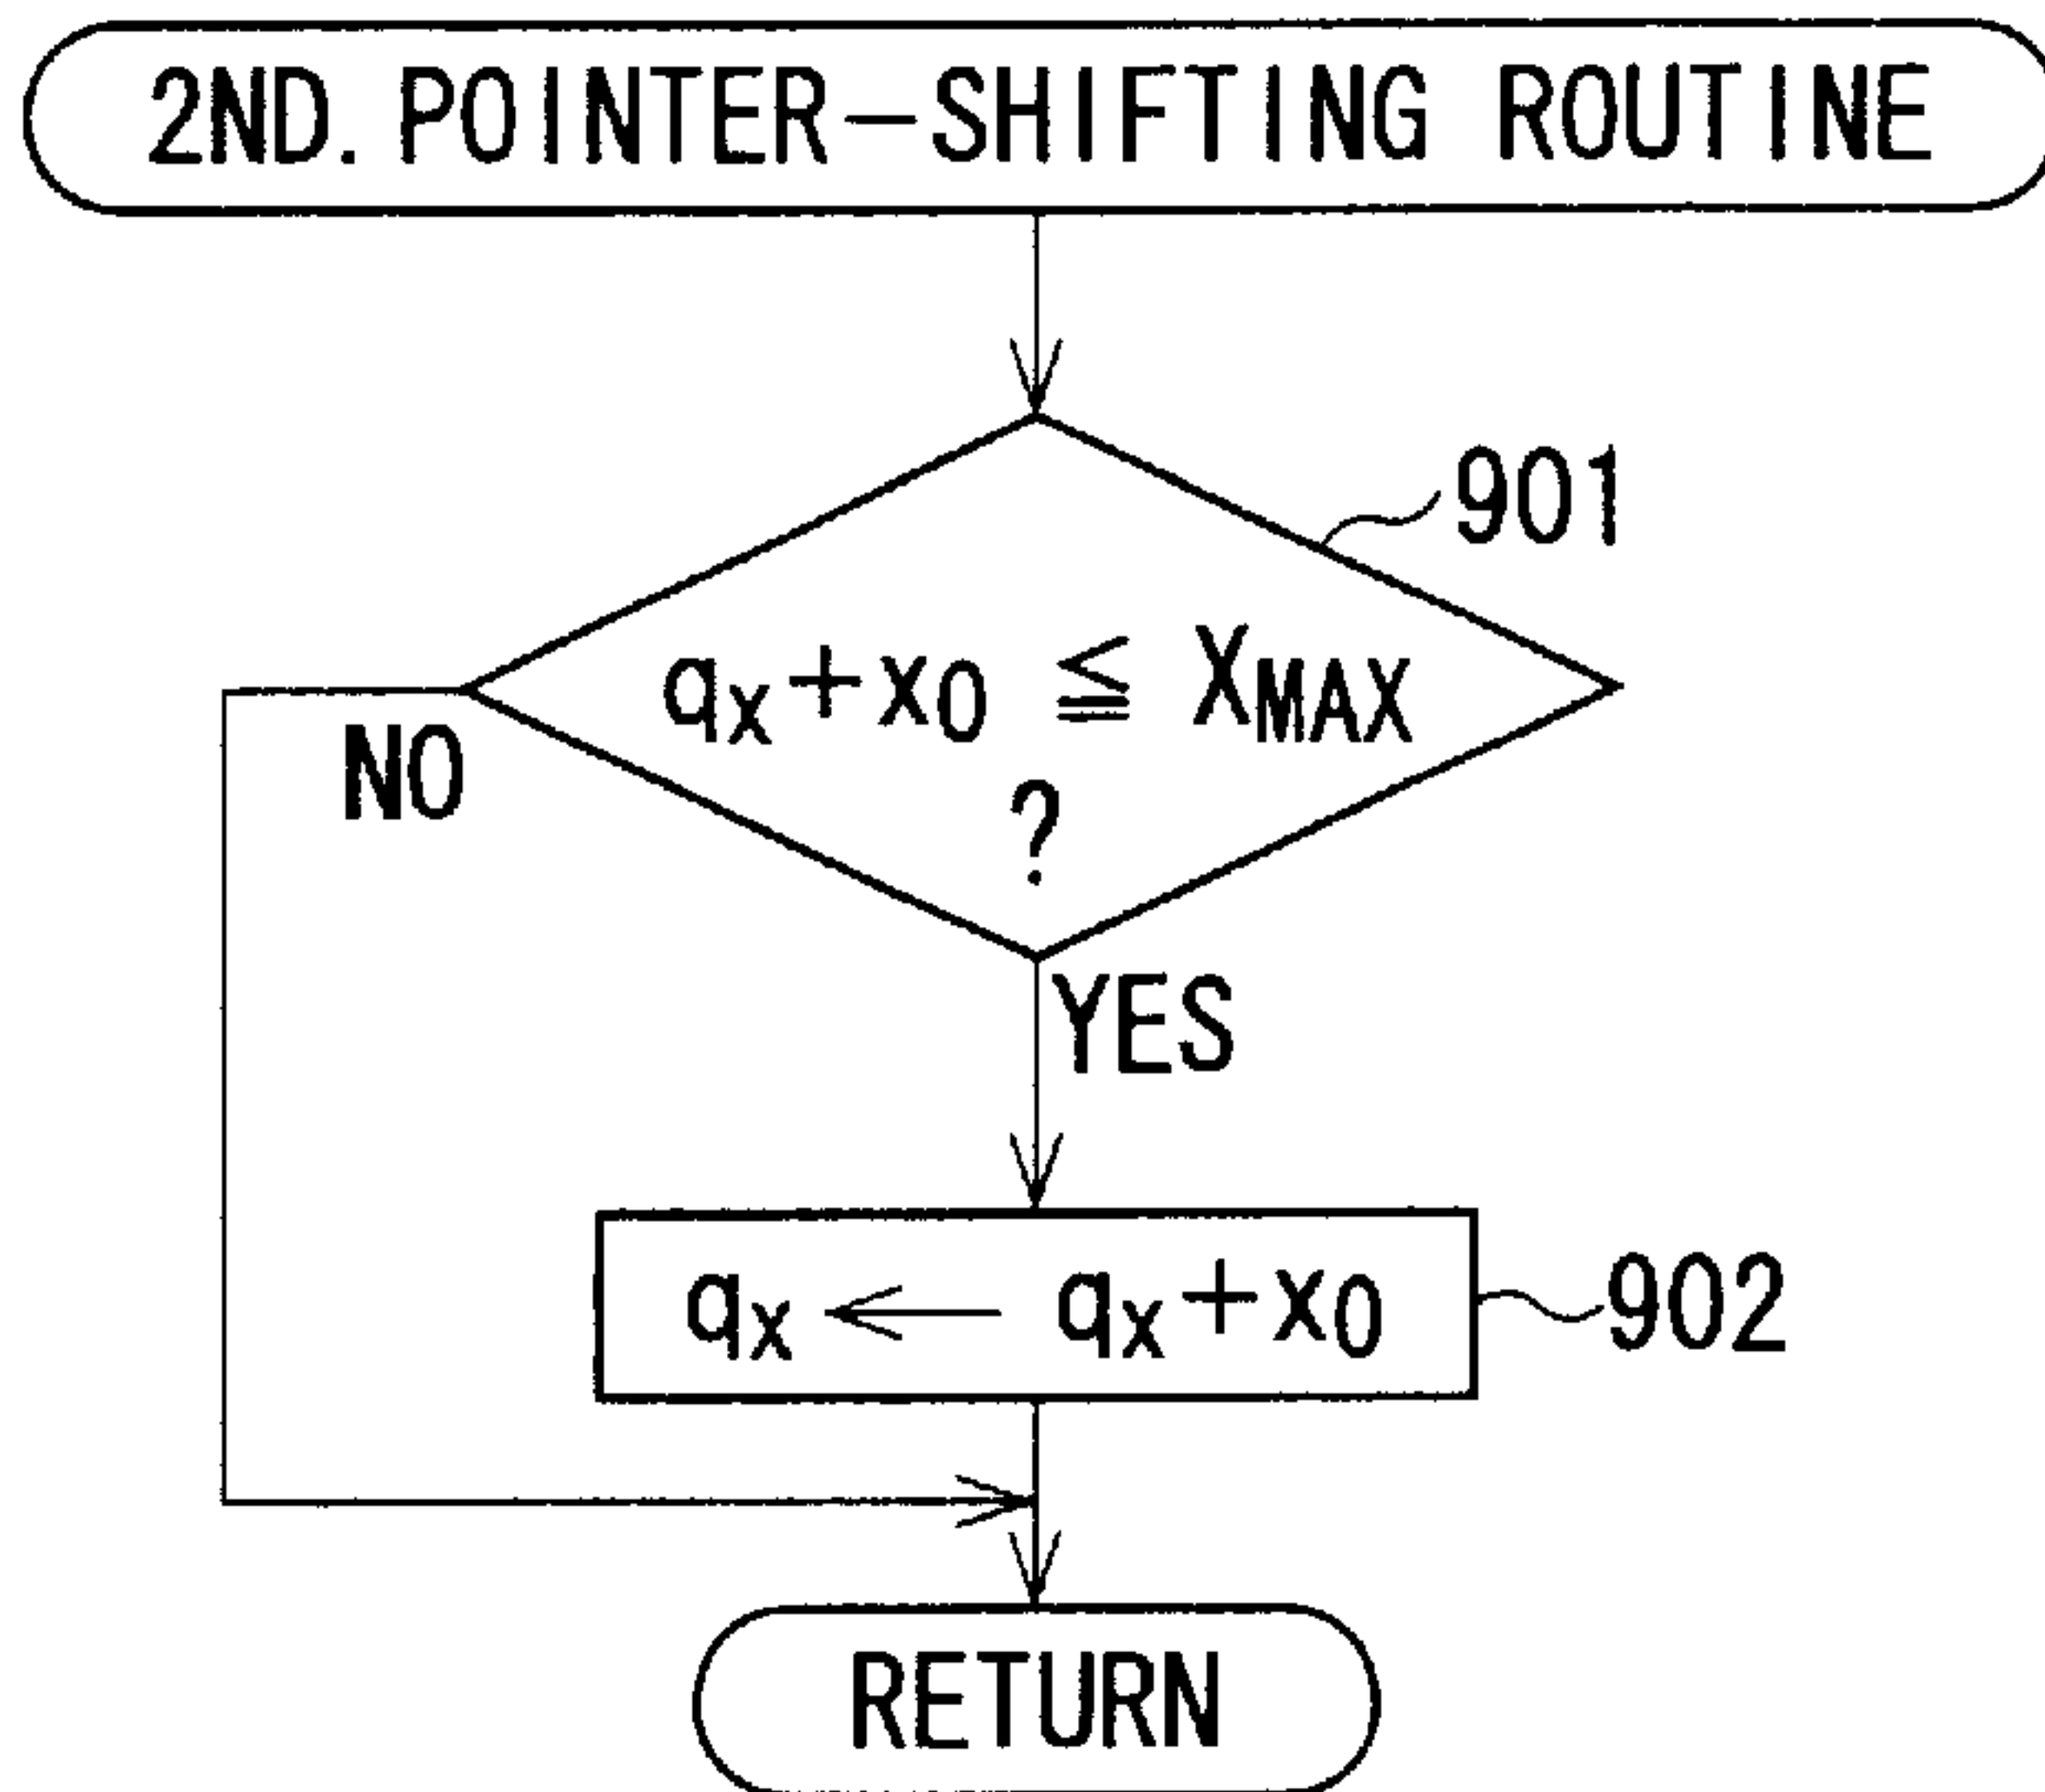 2ND. POINTER-SHIFTING ROUTINE
901
qx+x0 ≦ XMAX
?
NO
YES
qx ← qx+x0
902
RETURN